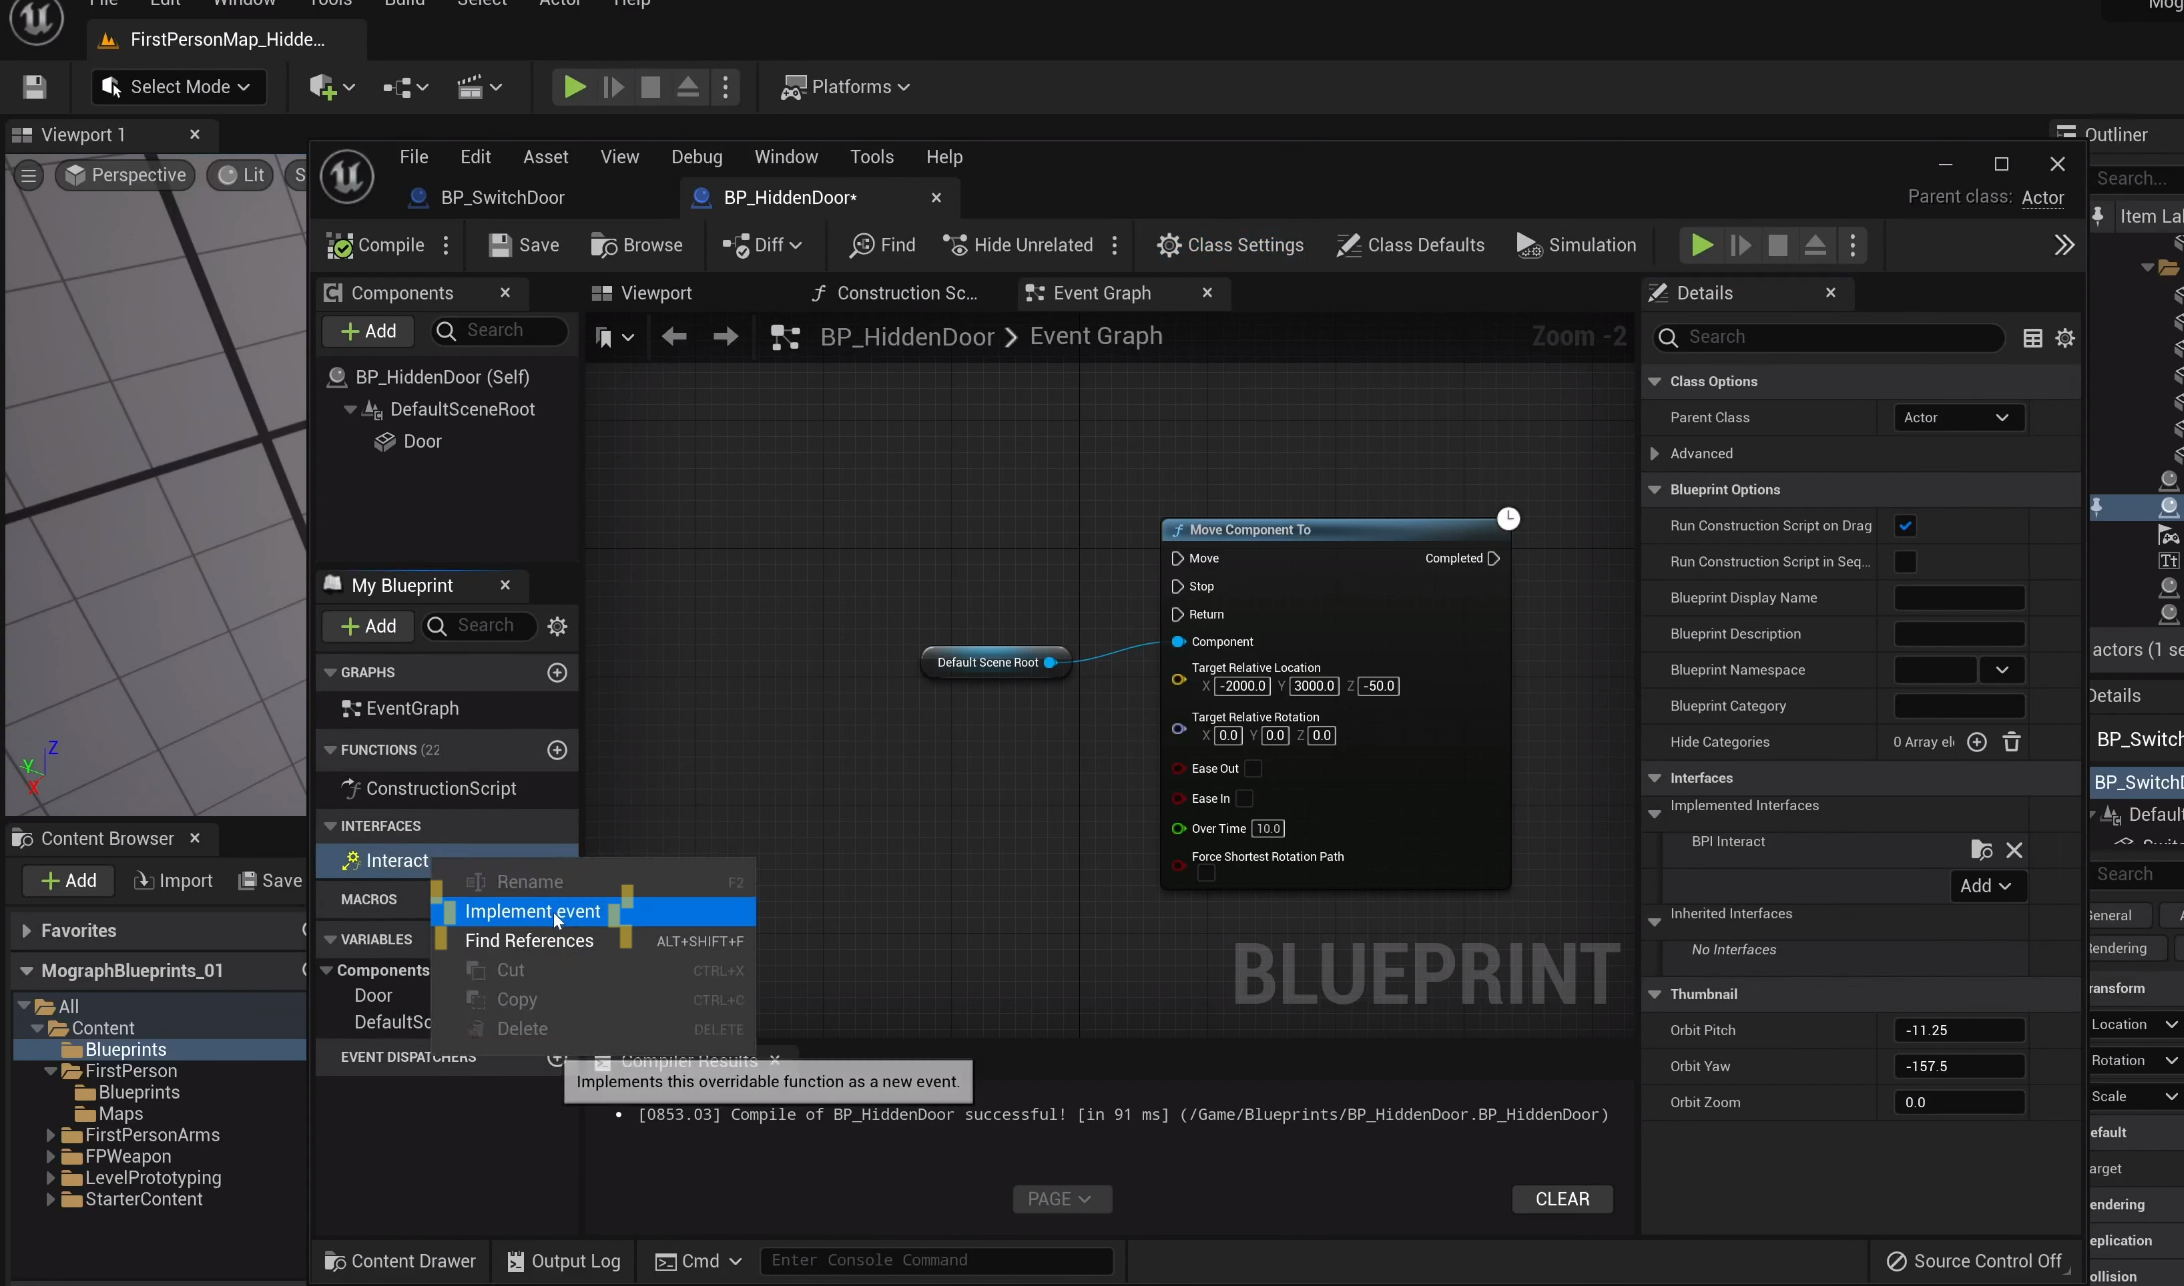 File Edit Window Tools Build Select Actor Help
FirstPersonMap_Hidde...
Select Mode
Platforms
Viewport 1
Outliner
Perspective
Lit
File Edit Asset View Debug Window Tools Help
BP_SwitchDoor
BP_HiddenDoor*
Parent class: Actor
Search...
Item La
Compile
Save
Browse
Diff
Find
Hide Unrelated
Class Settings
Class Defaults
Simulation
Components
Viewport
Construction Sc...
Event Graph
Details
Add
Search
BP_HiddenDoor > Event Graph
Zoom -2
Search
BP_HiddenDoor (Self)
DefaultSceneRoot
Door
Class Options
Parent Class
Actor
Advanced
Blueprint Options
Run Construction Script on Drag
Run Construction Script in Seq...
Blueprint Display Name
Blueprint Description
Blueprint Namespace
Blueprint Category
Hide Categories
0 Array el
Interfaces
Implemented Interfaces
BPI Interact
Add
Inherited Interfaces
No Interfaces
Thumbnail
Orbit Pitch
-11.25
Orbit Yaw
-157.5
Orbit Zoom
0.0
Move Component To
Move
Completed
Stop
Return
Component
Target Relative Location
X -2000.0 Y 3000.0 Z -50.0
Target Relative Rotation
X 0.0 Y 0.0 Z 0.0
Ease Out
Ease In
Over Time 10.0
Force Shortest Rotation Path
Default Scene Root
BLUEPRINT
My Blueprint
Add
Search
GRAPHS
EventGraph
FUNCTIONS (22
ConstructionScript
INTERFACES
Interact
MACROS
VARIABLES
Components
Door
DefaultSc
EVENT DISPATCHERS
Rename F2
Implement event
Find References ALT+SHIFT+F
Cut CTRL+X
Copy CTRL+C
Delete DELETE
Compiler Results
Implements this overridable function as a new event.
[0853.03] Compile of BP_HiddenDoor successful! [in 91 ms] (/Game/Blueprints/BP_HiddenDoor.BP_HiddenDoor)
PAGE
CLEAR
Content Drawer
Output Log
Cmd
Enter Console Command
Source Control Off
Z
Y
X
Content Browser
Add
Import
Save
Favorites
MographBlueprints_01
All
Content
Blueprints
FirstPerson
Blueprints
Maps
FirstPersonArms
FPWeapon
LevelPrototyping
StarterContent
actors (1 se
Details
BP_Switch
BP_Switch
Defaul
Search
eneral
endering
ransform
Location
Rotation
Scale
efault
arget
endering
eplication
ollision